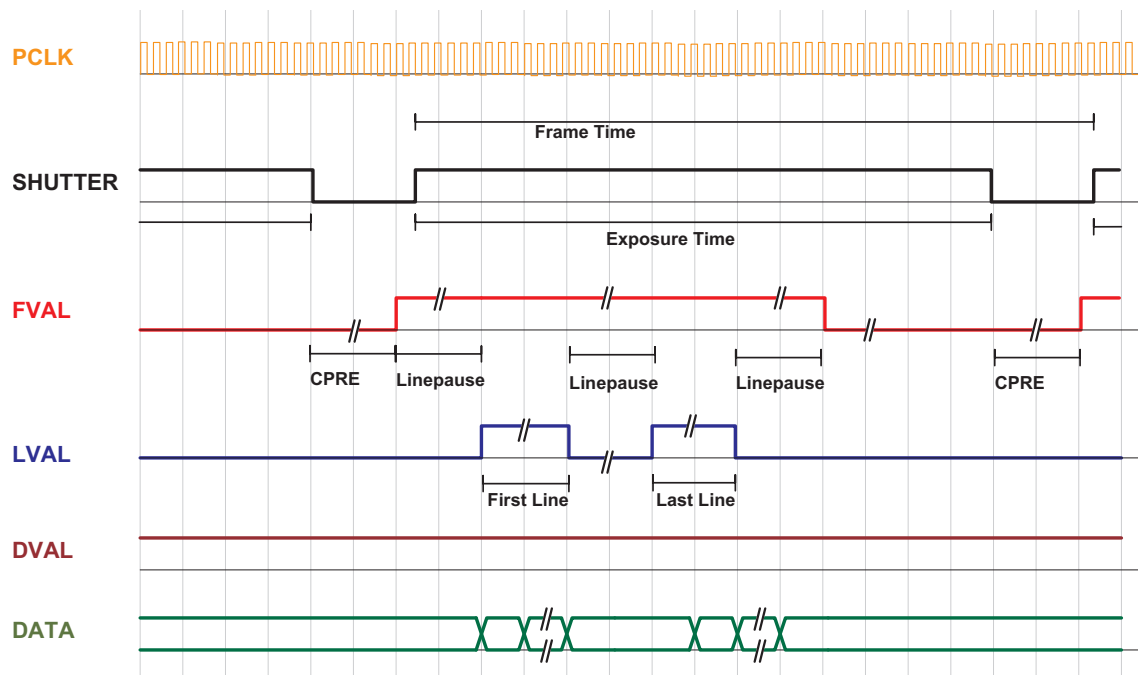 PCLK
Frame Time
SHUTTER
Exposure Time
FVAL
CPRE
Linepause
Linepause
Linepause
CPRE
LVAL
First Line
Last Line
DVAL
DATA